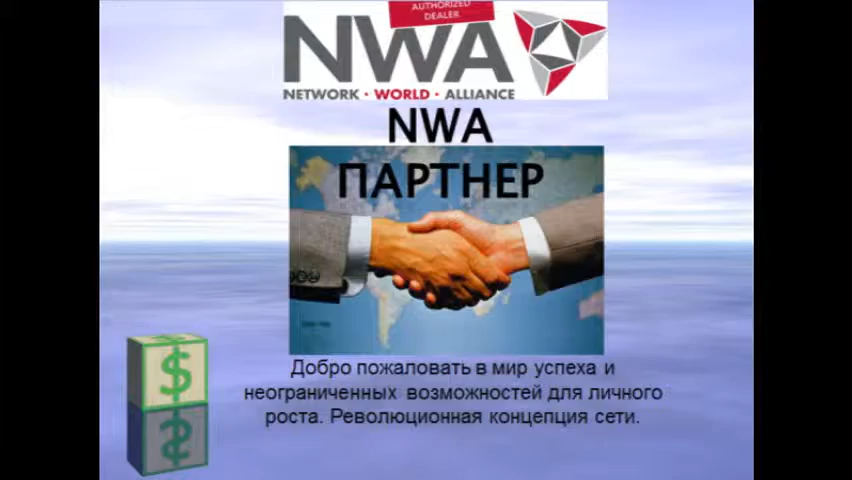 AUTHORIZED
DEALER
NWA
NETWORK · WORLD · ALLIANCE
NWA
ПАРТНЕР
Добро пожаловать в мир успеха и
неограниченных возможностей для личного
роста. Революционная концепция сети.
$